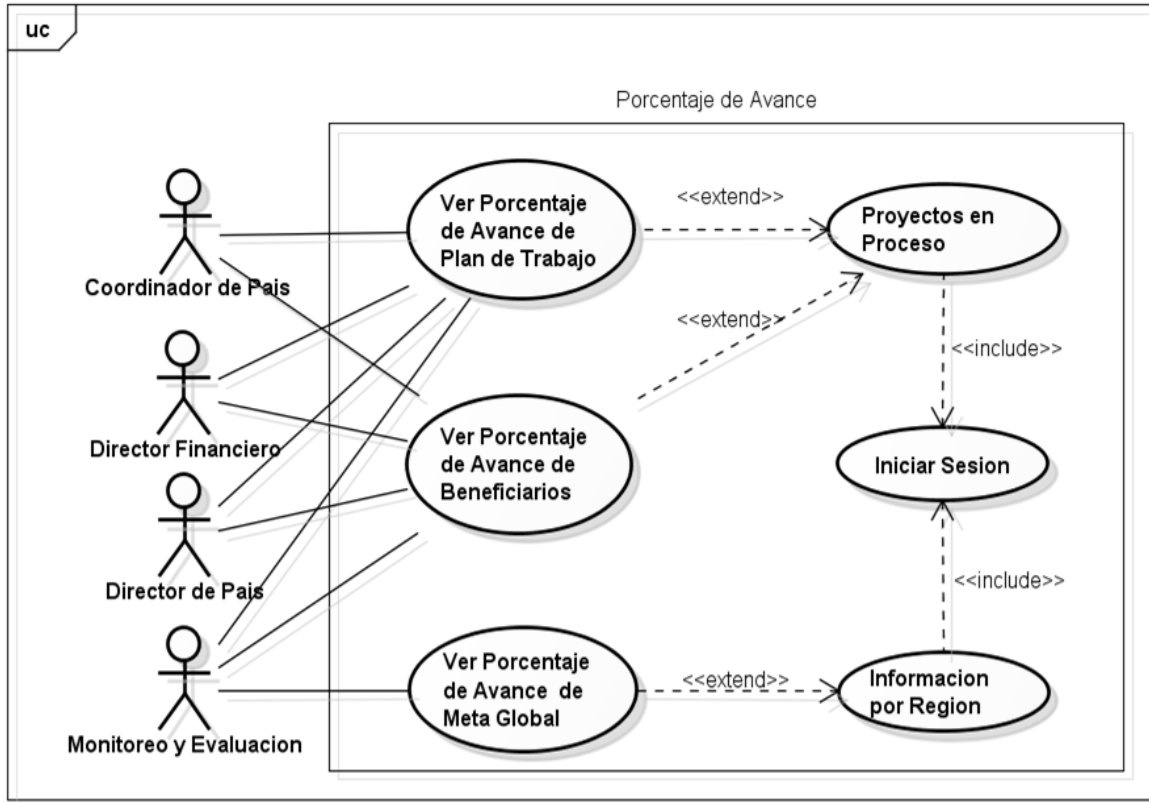 uc
Porcentaje de Avance
Coordinador de Pais
Director Financiero
Director de Pais
Monitoreo y Evaluacion
Ver Porcentaje
de Avance de
Plan de Trabajo
<<extend>>
Proyectos en
Proceso
<<extend>>
<<include>>
Ver Porcentaje
de Avance de
Beneficiarios
Iniciar Sesion
<<include>>
Ver Porcentaje
de Avance de
Meta Global
<<extend>>
Informacion
por Region